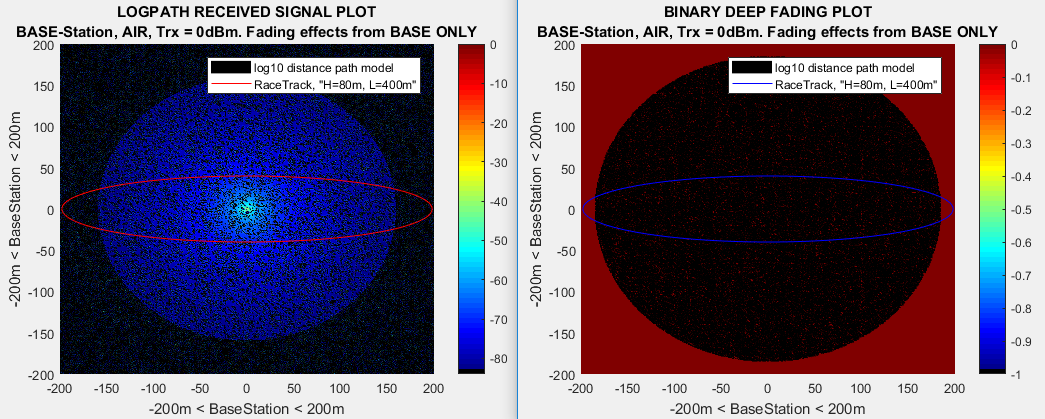 LOGPATH RECEIVED SIGNAL PLOT
BASE-Station, AIR, Trx = 0dBm. Fading effects from BASE ONLY
200
150
100
50
0
-50
-100
-150
-200
-200m < BaseStation < 200m
log10 distance path model
RaceTrack, "H=80m, L=400m"
-200 -150 -100 -50 0 50 100 150 200
-200m < BaseStation < 200m
0
-10
-20
-30
-40
-50
-60
-70
-80
BINARY DEEP FADING PLOT
BASE-Station, AIR, Trx = 0dBm. Fading effects from BASE ONLY
200
150
100
50
0
-50
-100
-150
-200
-200m < BaseStation < 200m
log10 distance path model
RaceTrack, "H=80m, L=400m"
-200 -150 -100 -50 0 50 100 150 200
-200m < BaseStation < 200m
0
-0.1
-0.2
-0.3
-0.4
-0.5
-0.6
-0.7
-0.8
-0.9
-1